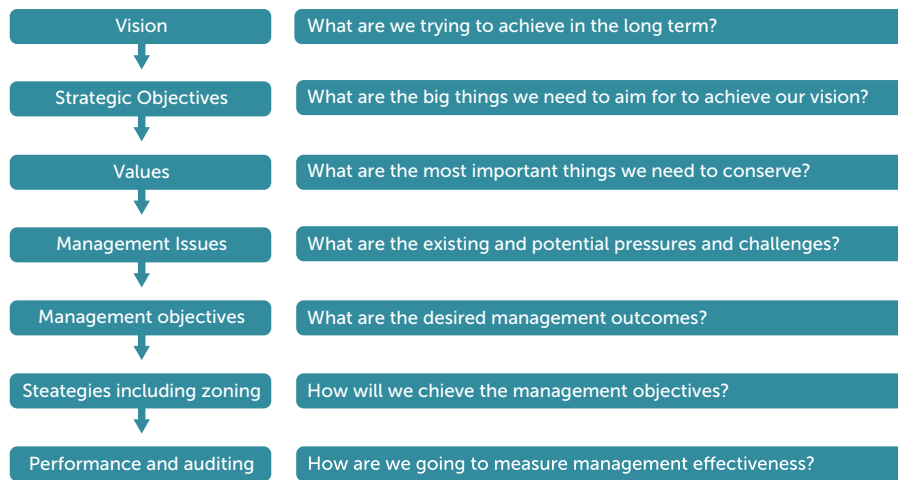 Vision
What are we trying to achieve in the long term?
Strategic Objectives
What are the big things we need to aim for to achieve our vision?
Values
What are the most important things we need to conserve?
Management Issues
What are the existing and potential pressures and challenges?
Management objectives
What are the desired management outcomes?
Steategies including zoning
How will we chieve the management objectives?
Performance and auditing
How are we going to measure management effectiveness?